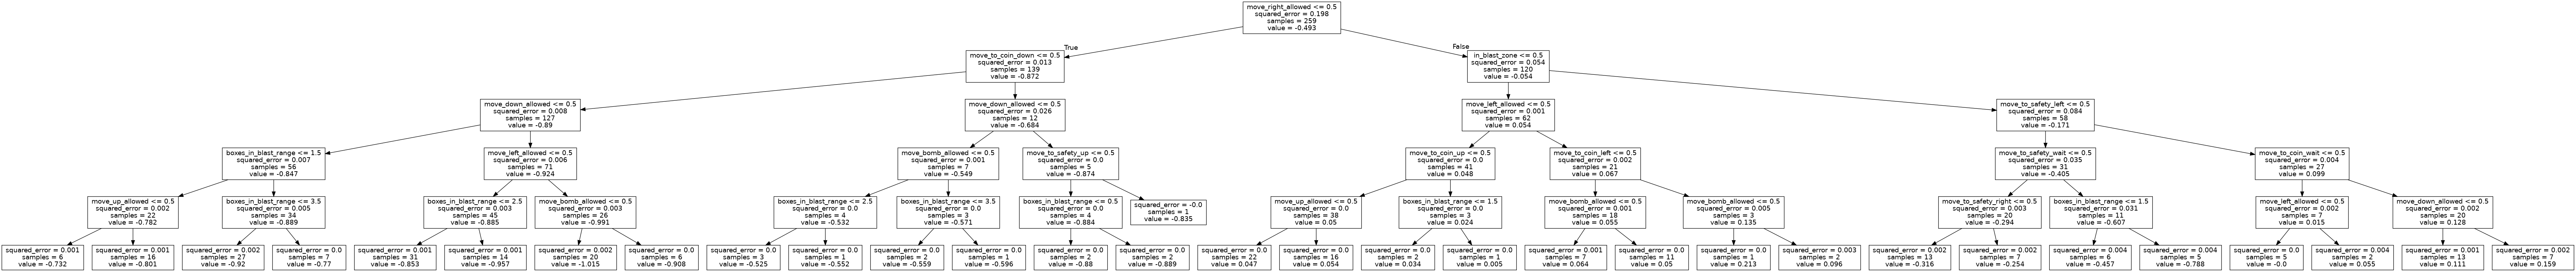 move_right_allowed <= 0.5
squared_error = 0.198
samples = 259
value = -0.493
True
False
move_to_coin_down <= 0.5
squared_error = 0.013
samples = 139
value = -0.872
in_blast_zone <= 0.5
squared_error = 0.054
samples = 120
value = -0.054
move_down_allowed <= 0.5
squared_error = 0.008
samples = 127
value = -0.89
move_down_allowed <= 0.5
squared_error = 0.026
samples = 12
value = -0.684
move_left_allowed <= 0.5
squared_error = 0.001
samples = 62
value = 0.054
move_to_safety_left <= 0.5
squared_error = 0.084
samples = 58
value = -0.171
boxes_in_blast_range <= 1.5
squared_error = 0.007
samples = 56
value = -0.847
move_left_allowed <= 0.5
squared_error = 0.006
samples = 71
value = -0.924
move_bomb_allowed <= 0.5
squared_error = 0.001
samples = 7
value = -0.549
move_to_safety_up <= 0.5
squared_error = 0.0
samples = 5
value = -0.874
move_to_coin_up <= 0.5
squared_error = 0.0
samples = 41
value = 0.048
move_to_coin_left <= 0.5
squared_error = 0.002
samples = 21
value = 0.067
move_to_safety_wait <= 0.5
squared_error = 0.035
samples = 31
value = -0.405
move_to_coin_wait <= 0.5
squared_error = 0.004
samples = 27
value = 0.099
move_up_allowed <= 0.5
squared_error = 0.002
samples = 22
value = -0.782
boxes_in_blast_range <= 3.5
squared_error = 0.005
samples = 34
value = -0.889
boxes_in_blast_range <= 2.5
squared_error = 0.003
samples = 45
value = -0.885
move_bomb_allowed <= 0.5
squared_error = 0.003
samples = 26
value = -0.991
boxes_in_blast_range <= 2.5
squared_error = 0.0
samples = 4
value = -0.532
boxes_in_blast_range <= 3.5
squared_error = 0.0
samples = 3
value = -0.571
boxes_in_blast_range <= 0.5
squared_error = 0.0
samples = 4
value = -0.884
squared_error = -0.0
samples = 1
value = -0.835
move_up_allowed <= 0.5
squared_error = 0.0
samples = 38
value = 0.05
boxes_in_blast_range <= 1.5
squared_error = 0.0
samples = 3
value = 0.024
move_bomb_allowed <= 0.5
squared_error = 0.001
samples = 18
value = 0.055
move_bomb_allowed <= 0.5
squared_error = 0.005
samples = 3
value = 0.135
move_to_safety_right <= 0.5
squared_error = 0.003
samples = 20
value = -0.294
boxes_in_blast_range <= 1.5
squared_error = 0.031
samples = 11
value = -0.607
move_left_allowed <= 0.5
squared_error = 0.002
samples = 7
value = 0.015
move_down_allowed <= 0.5
squared_error = 0.002
samples = 20
value = 0.128
squared_error = 0.001
samples = 6
value = -0.732
squared_error = 0.001
samples = 16
value = -0.801
squared_error = 0.002
samples = 27
value = -0.92
squared_error = 0.0
samples = 7
value = -0.77
squared_error = 0.001
samples = 31
value = -0.853
squared_error = 0.001
samples = 14
value = -0.957
squared_error = 0.002
samples = 20
value = -1.015
squared_error = 0.0
samples = 6
value = -0.908
squared_error = 0.0
samples = 3
value = -0.525
squared_error = 0.0
samples = 1
value = -0.552
squared_error = 0.0
samples = 2
value = -0.559
squared_error = 0.0
samples = 1
value = -0.596
squared_error = 0.0
samples = 2
value = -0.88
squared_error = 0.0
samples = 2
value = -0.889
squared_error = 0.0
samples = 22
value = 0.047
squared_error = 0.0
samples = 16
value = 0.054
squared_error = 0.0
samples = 2
value = 0.034
squared_error = 0.0
samples = 1
value = 0.005
squared_error = 0.001
samples = 7
value = 0.064
squared_error = 0.0
samples = 11
value = 0.05
squared_error = 0.0
samples = 1
value = 0.213
squared_error = 0.003
samples = 2
value = 0.096
squared_error = 0.002
samples = 13
value = -0.316
squared_error = 0.002
samples = 7
value = -0.254
squared_error = 0.004
samples = 6
value = -0.457
squared_error = 0.004
samples = 5
value = -0.788
squared_error = 0.0
samples = 5
value = -0.0
squared_error = 0.004
samples = 2
value = 0.055
squared_error = 0.001
samples = 13
value = 0.111
squared_error = 0.002
samples = 7
value = 0.159